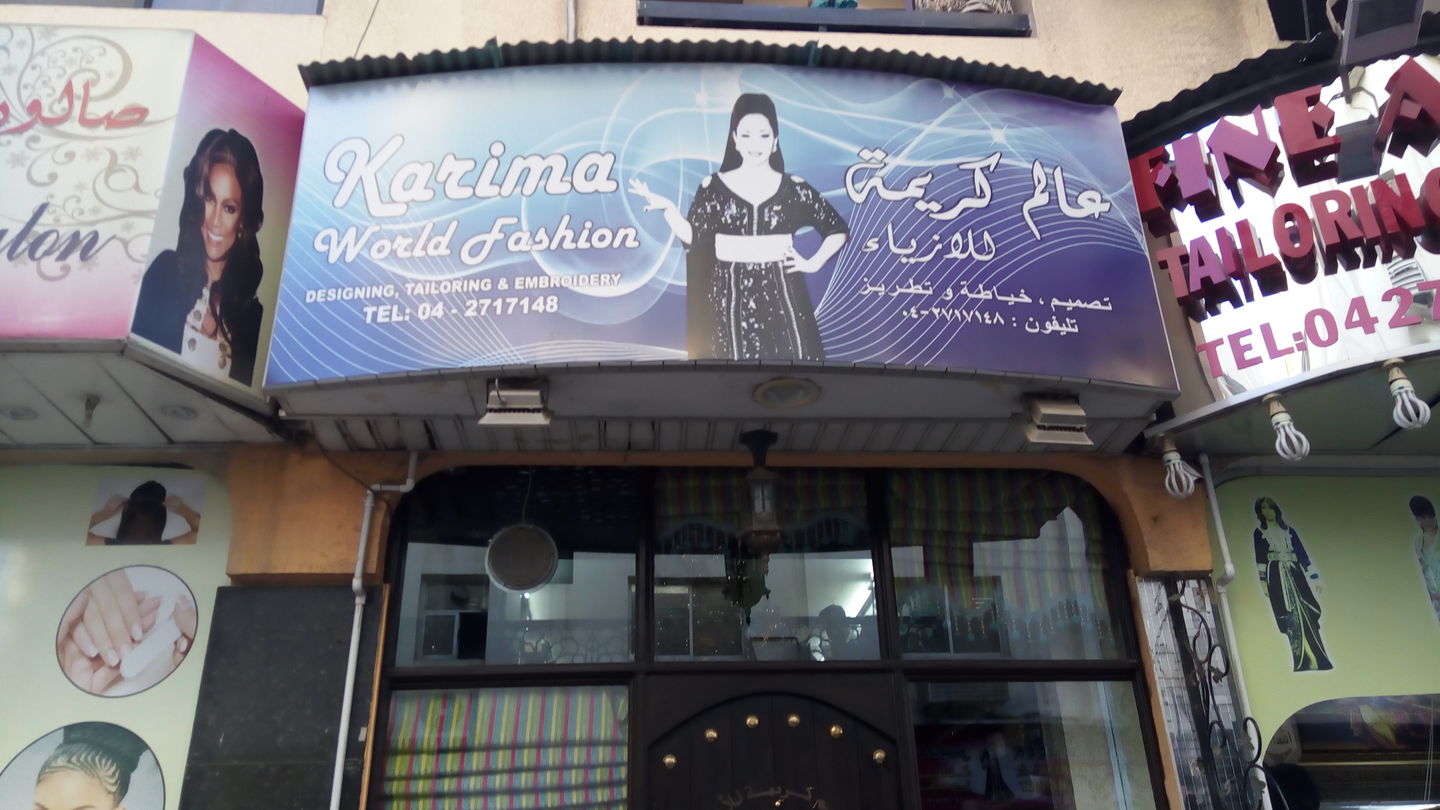 صالون
Karima
World Fashion
DESIGNING, TAILORING & EMBROIDERY
TEL: 04 - 2717148
عالم كريمة
للازياء
تصميم ، خياطة و تطريز
تليفون : ٢٧١٧١٤٨-٠٤
FINE A
TAILORING
TEL:0427